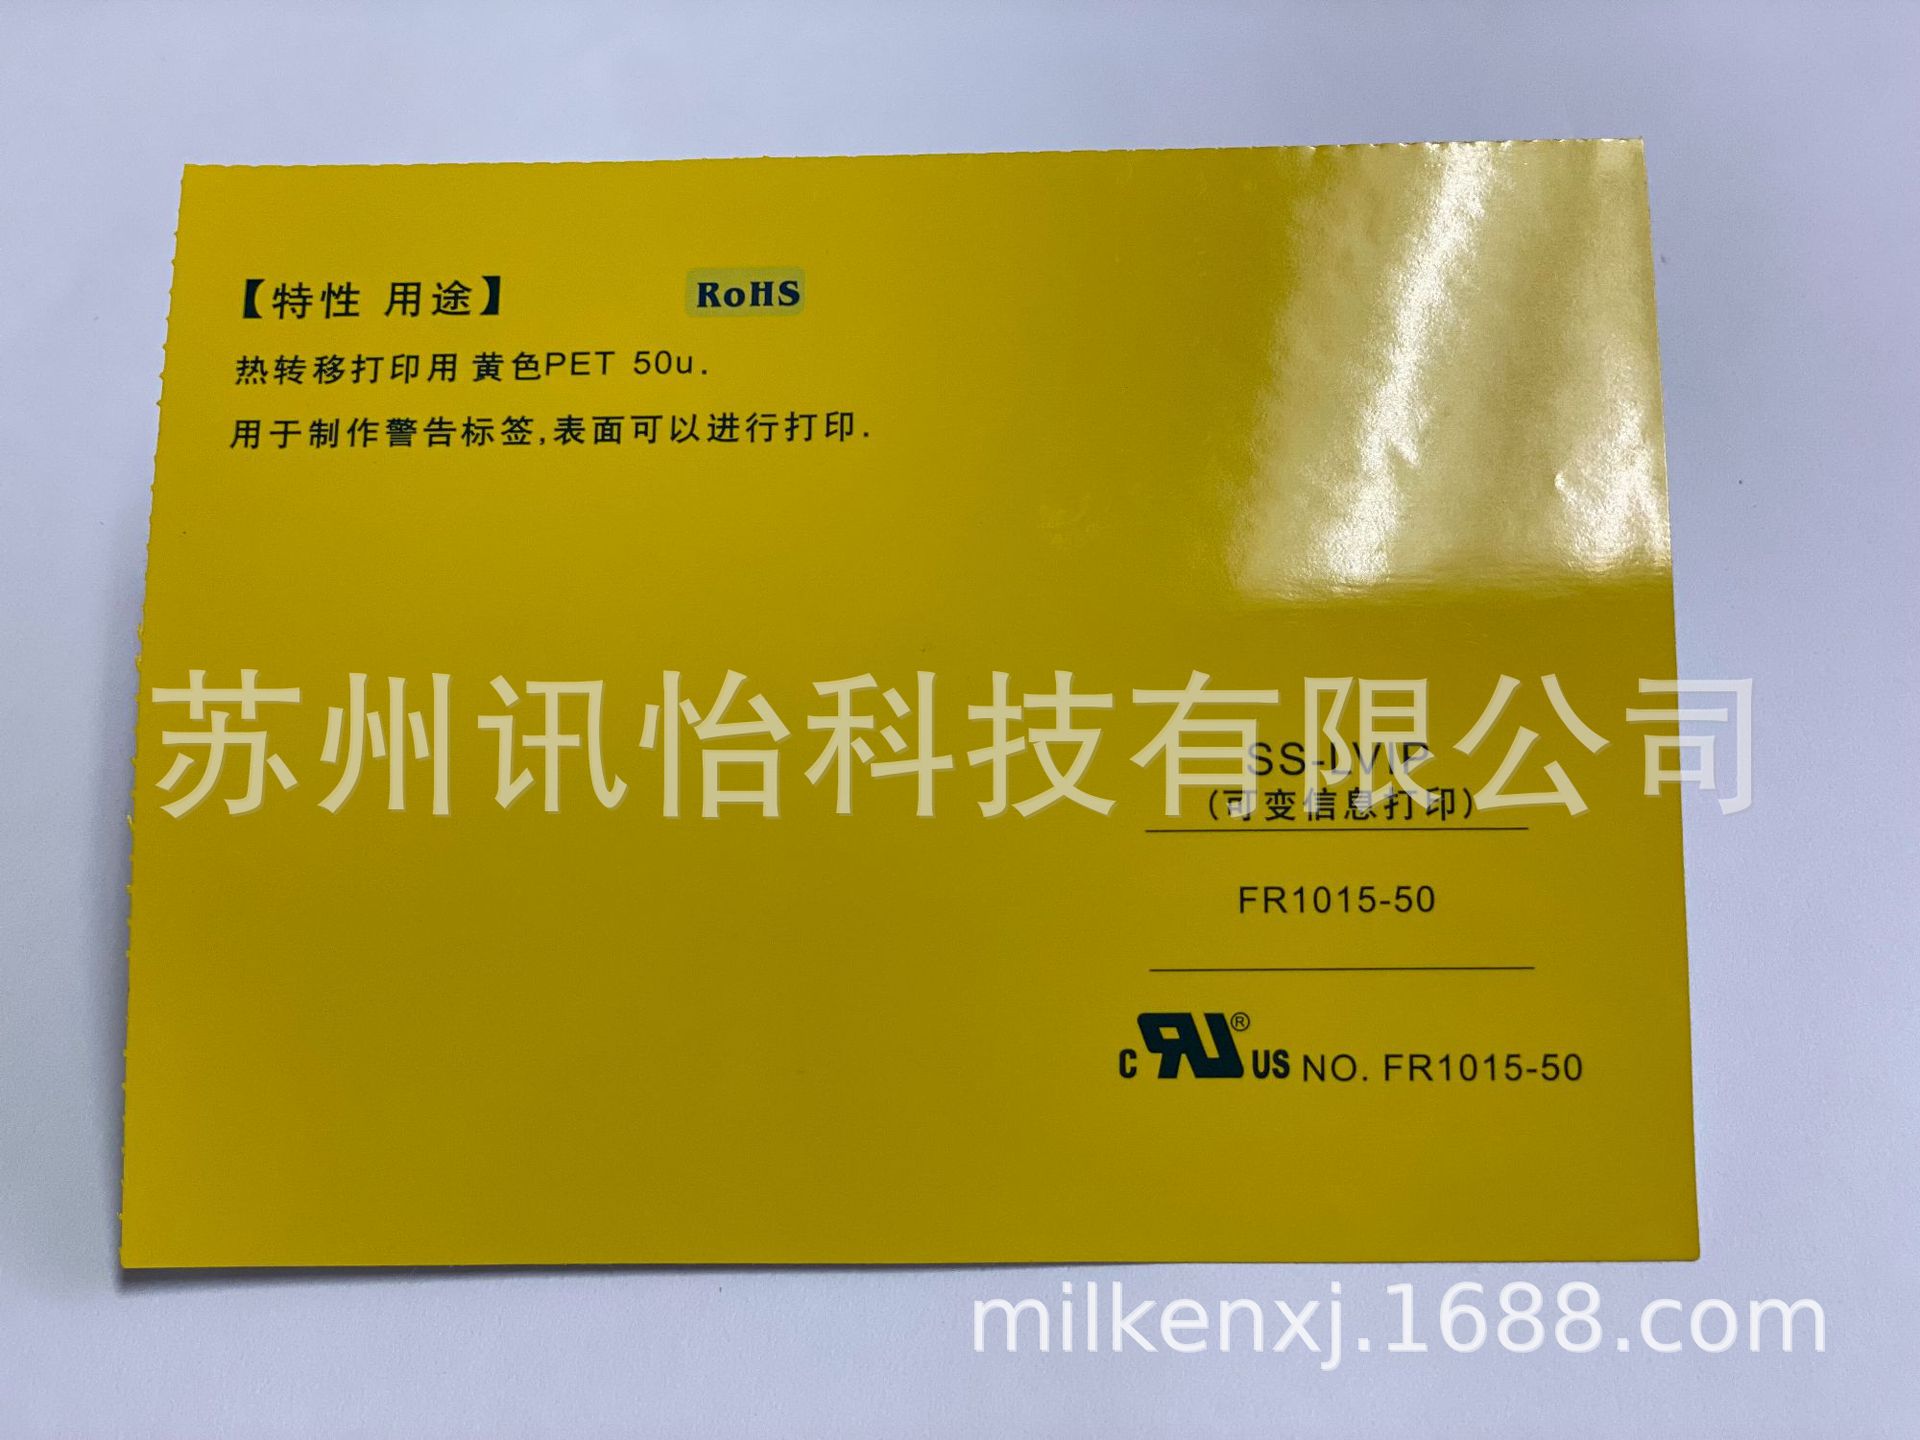 【特性 用途】
RoHS
热转移打印用 黄色PET 50u.
用于制作警告标签,表面可以进行打印.
苏州讯怡科技有限公司
SS-LVIP
(可变信息打印)
FR1015-50
C RU® US NO. FR1015-50
milkenxj.1688.com